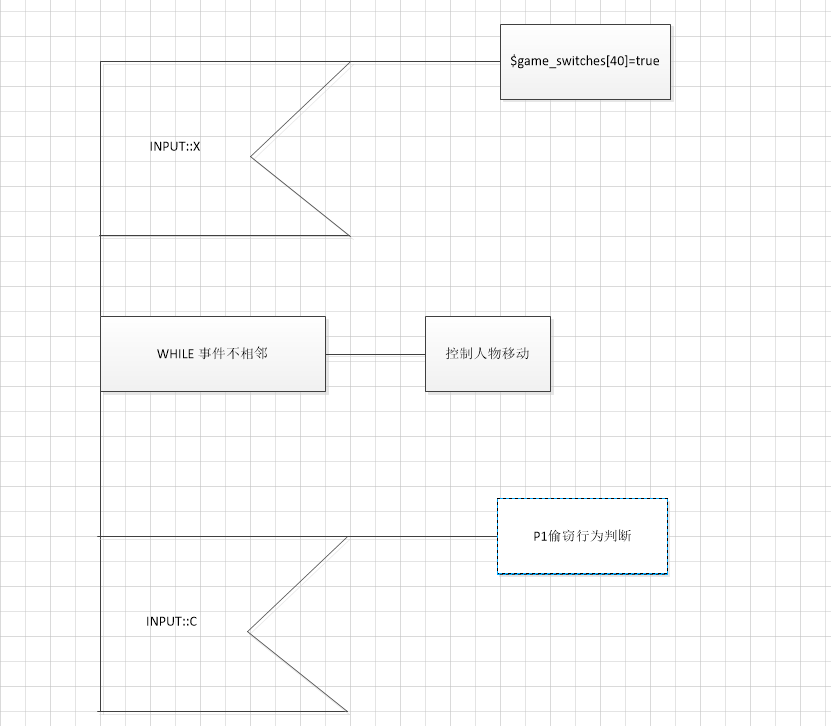 $game_switches[40]=true
INPUT::X
WHILE 事件不相邻
控制人物移动
P1偷窃行为判断
INPUT::C